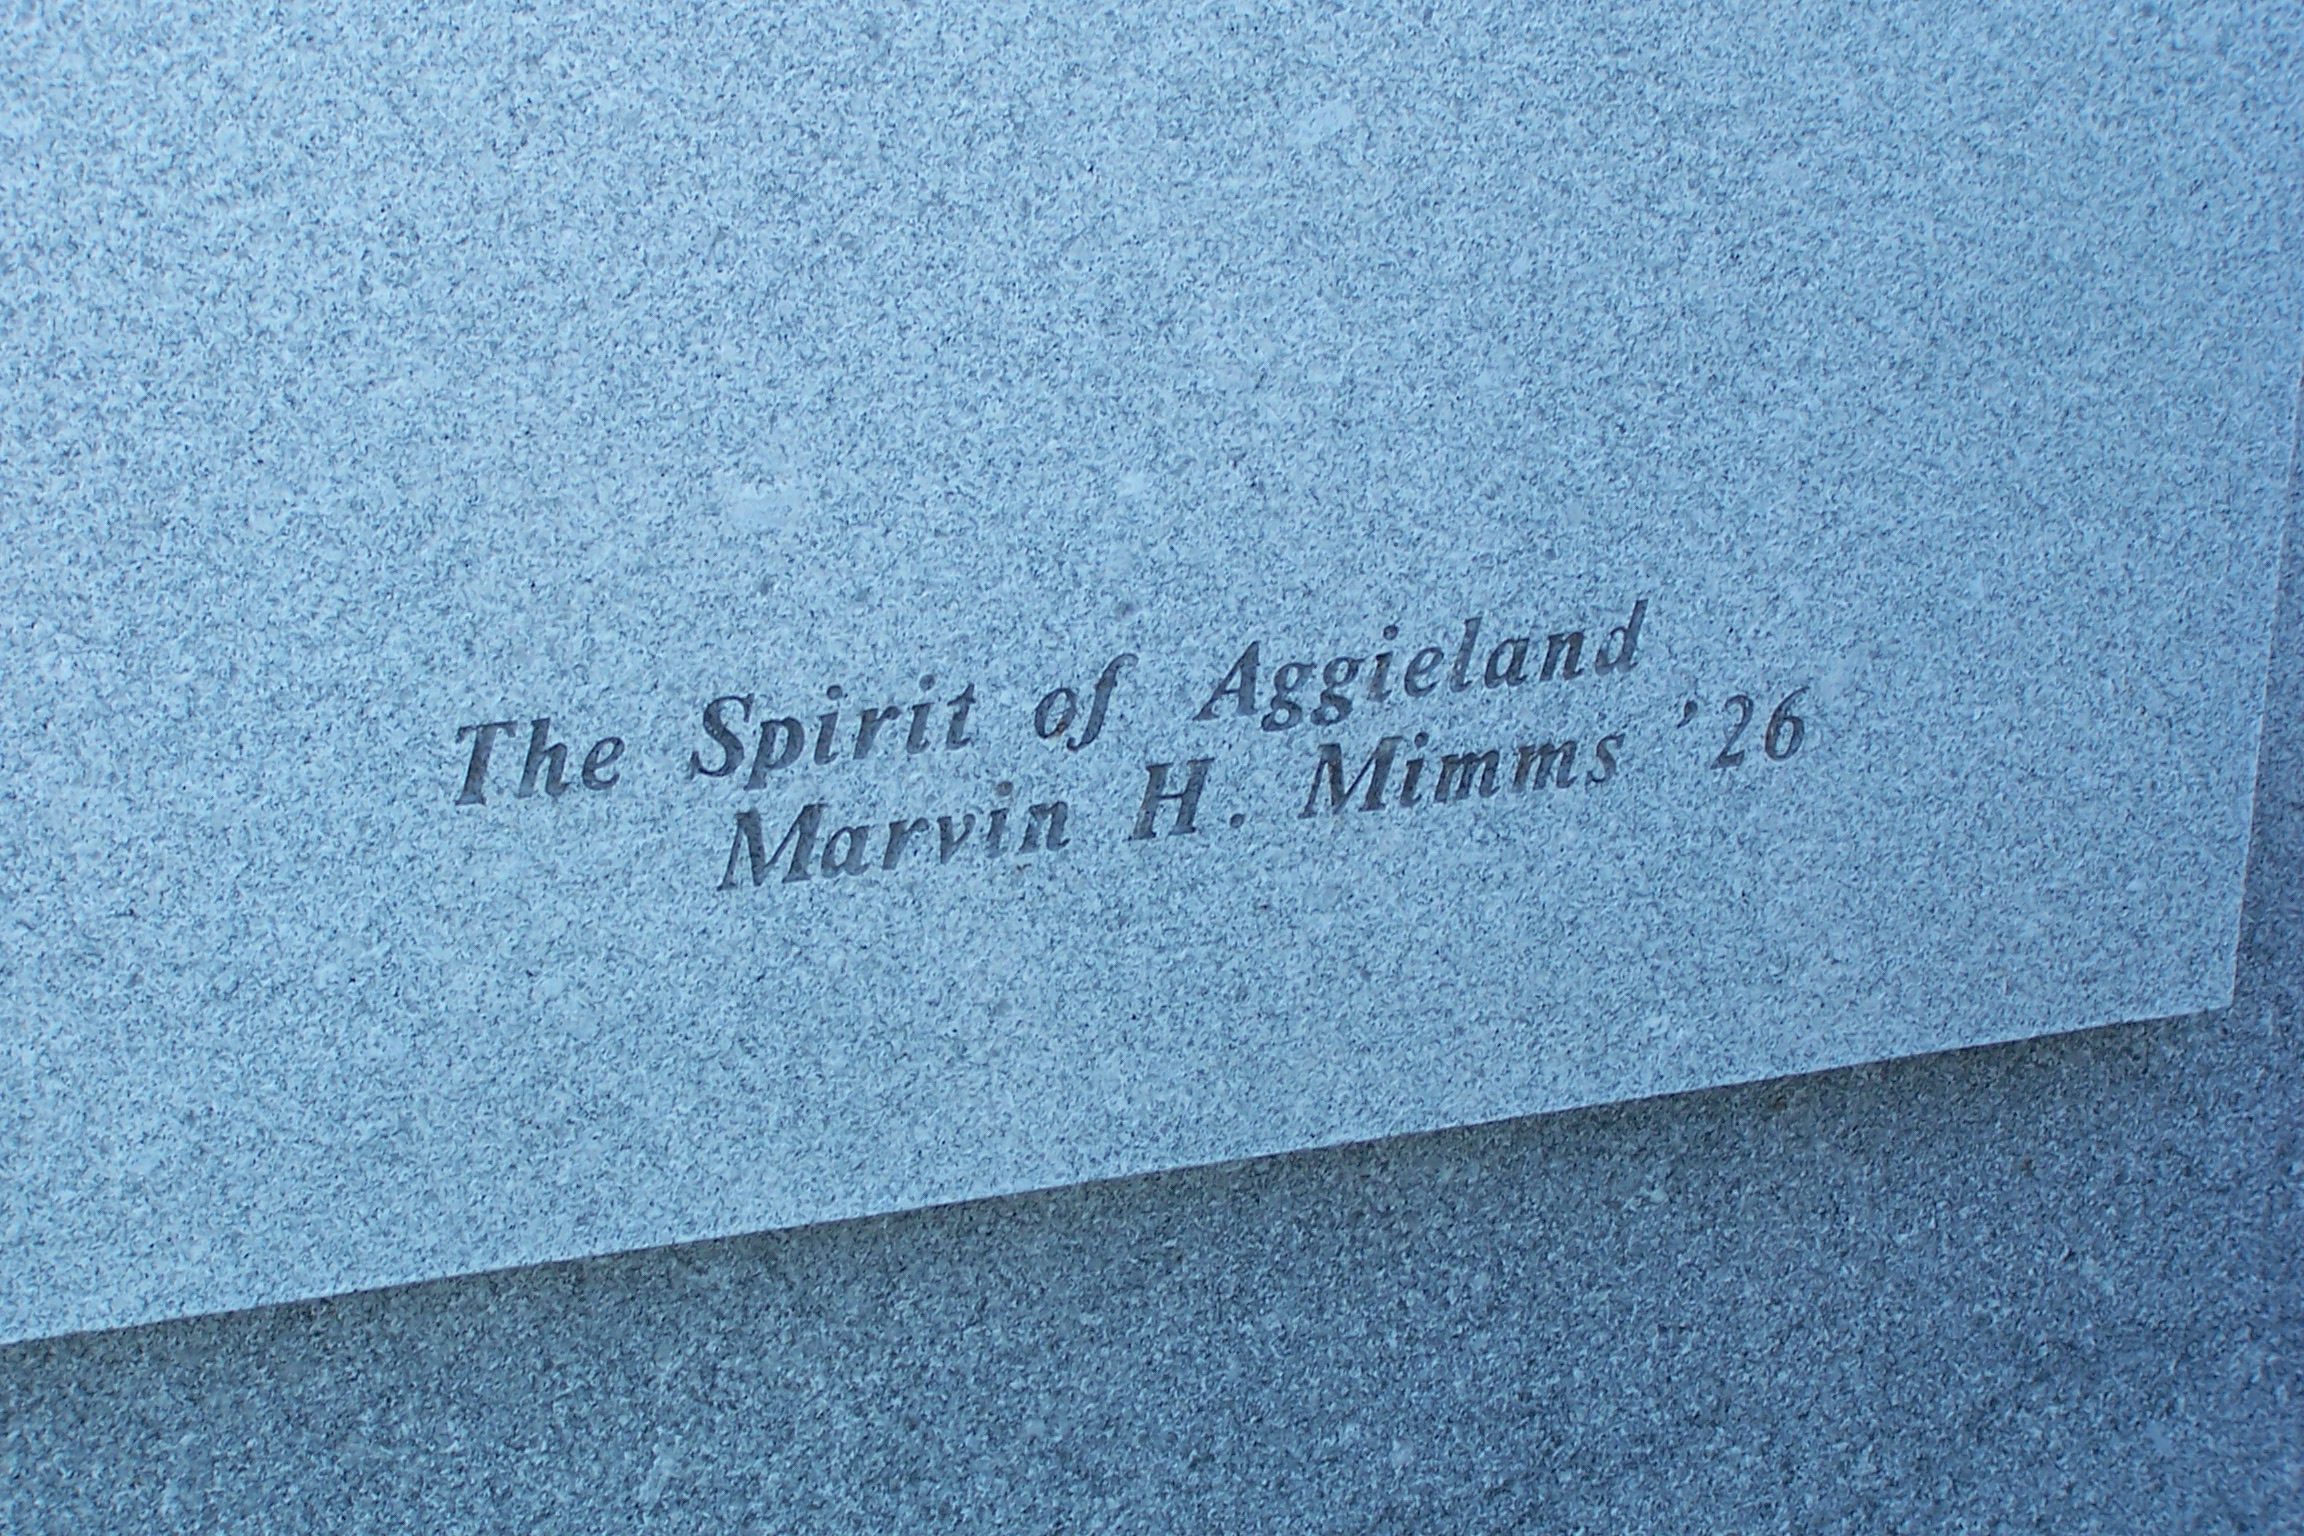 The Spirit of Aggieland
Marvin H. Mimms '26